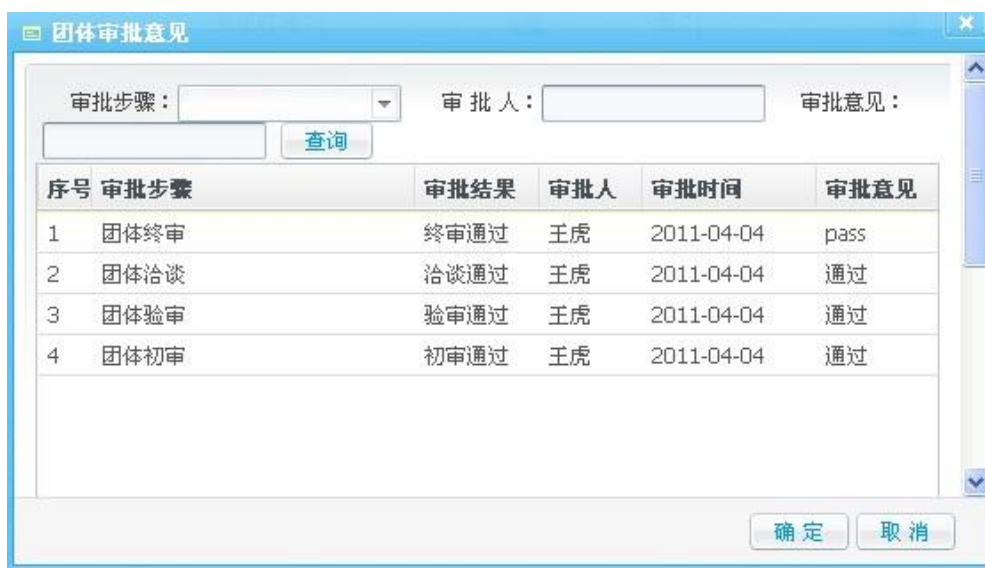 团体审批意见
审批步骤： 审 批 人： 审批意见：
查询
序号 审批步骤 审批结果 审批人 审批时间 审批意见
1 团体终审 终审通过 王虎 2011-04-04 pass
2 团体洽谈 洽谈通过 王虎 2011-04-04 通过
3 团体验审 验审通过 王虎 2011-04-04 通过
4 团体初审 初审通过 王虎 2011-04-04 通过
确 定 取 消